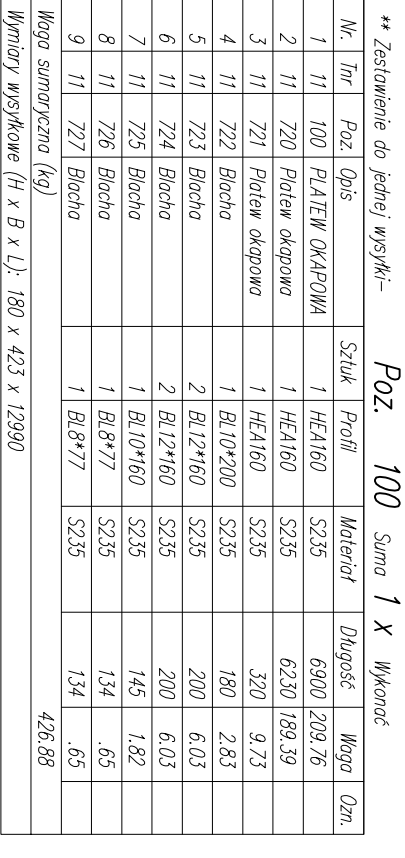 ** Zestawienie do jednej wysyłki– Poz. 100 Suma 1 x Wykonać
Nr. Tnr Poz. Opis Sztuk Profil Materiał Długość Waga Ozn.
1 11 100 PLATEW OKAPOWA 1 HEA160 S235 6900 209.76
2 11 720 Platew okapowa 1 HEA160 S235 6230 189.39
3 11 721 Platew okapowa 1 HEA160 S235 320 9.73
4 11 722 Blacha 1 BL10*200 S235 180 2.83
5 11 723 Blacha 2 BL12*160 S235 200 6.03
6 11 724 Blacha 2 BL12*160 S235 200 6.03
7 11 725 Blacha 1 BL10*160 S235 145 1.82
8 11 726 Blacha 1 BL8*77 S235 134 .65
9 11 727 Blacha 1 BL8*77 S235 134 .65
Waga sumaryczna (kg) 426.88
Wymiary wysyłkowe (H x B x L): 180 x 423 x 12990